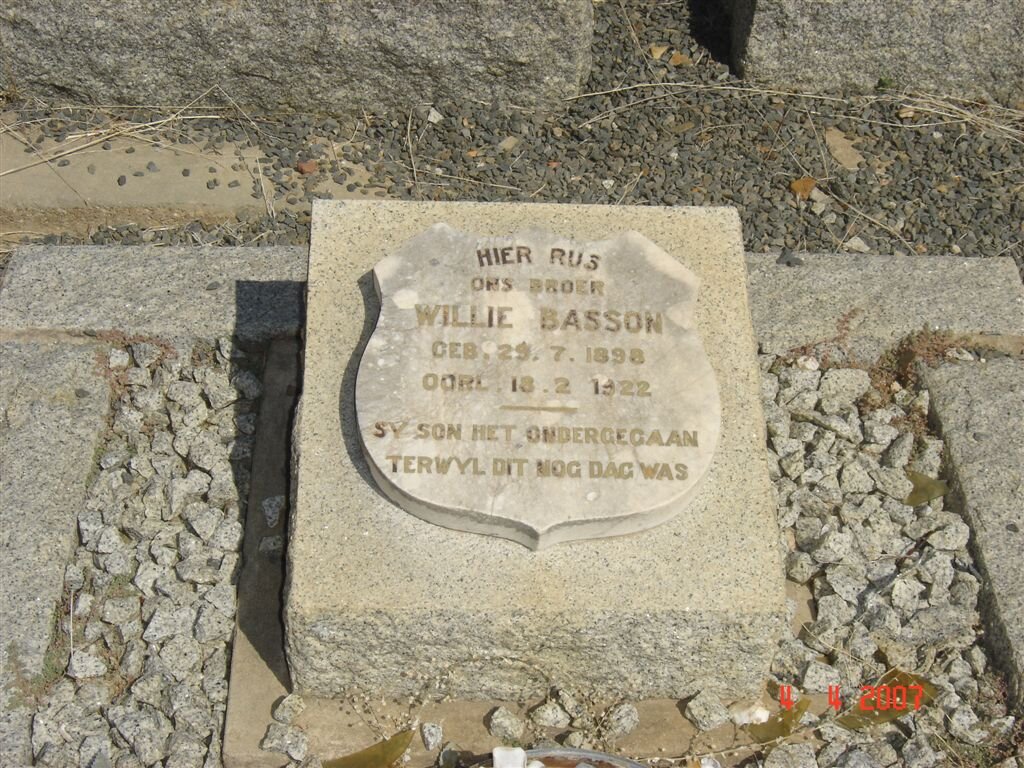 HIER RUS
ONS BROER
WILLIE BASSON
GEB. 29. 7. 1898
OORL. 18. 2 1922
SY SON HET ONDERGEGAAN
TERWYL DIT NOG DAG WAS
4 4 2007